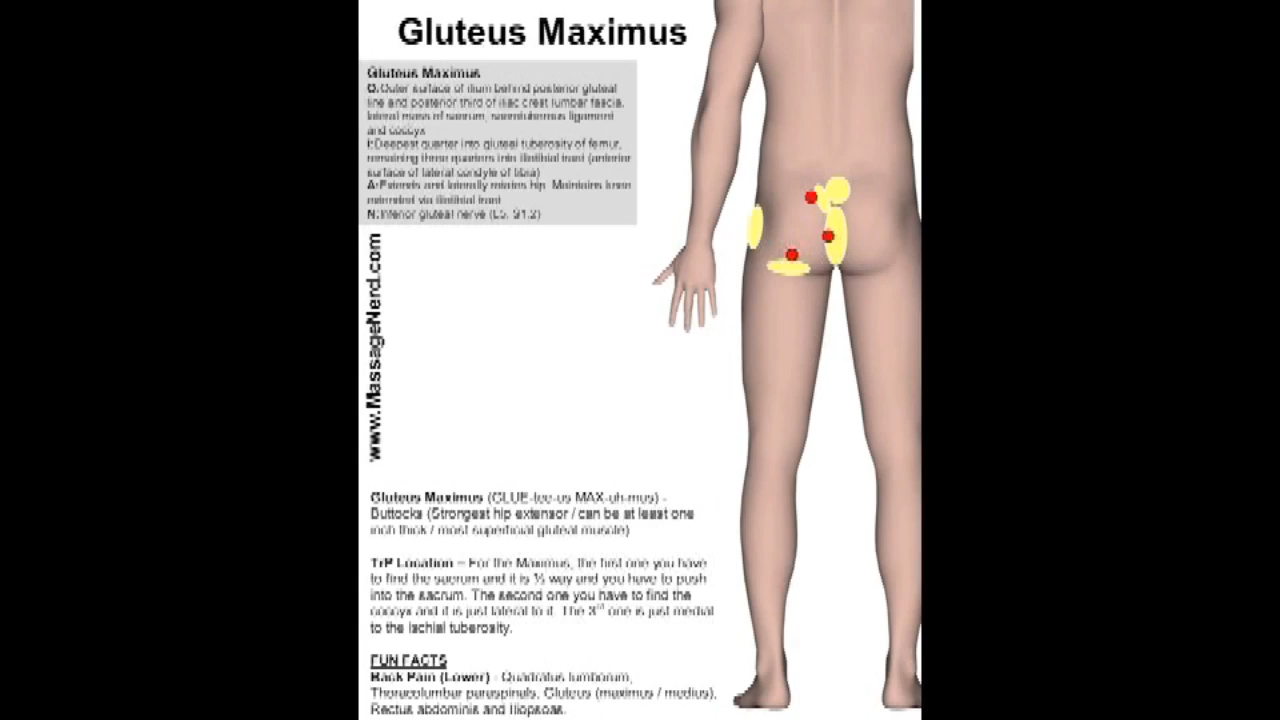 Gluteus Maximus
Gluteus Maximus
O:Outer surface of ilium behind posterior gluteal
line and posterior third of iliac crest lumbar fascia,
lateral mass of sacrum, sacrotuberous ligament
and coccyx
I:Deepest quarter into gluteal tuberosity of femur,
remaining three quarters into iliotibial tract (anterior
surface of lateral condyle of tibia)
A:Extends and laterally rotates hip. Maintains knee
extended via iliotibial tract
N:Inferior gluteal nerve (L5, S1,2)
www.MassageNerd.com
Gluteus Maximus (GLUE-tee-us MAX-uh-mus) -
Buttocks (Strongest hip extensor / can be at least one
inch thick / most superficial gluteal muscle)
TrP Location – For the Maximus, the first one you have
to find the sacrum and it is ½ way and you have to push
into the sacrum. The second one you have to find the
coccyx and it is just lateral to it. The 3rd one is just medial
to the ischial tuberosity.
FUN FACTS
Back Pain (Lower) - Quadratus lumborum,
Thoracolumbar paraspinals, Gluteus (maximus / medius),
Rectus abdominis and Iliopsoas.